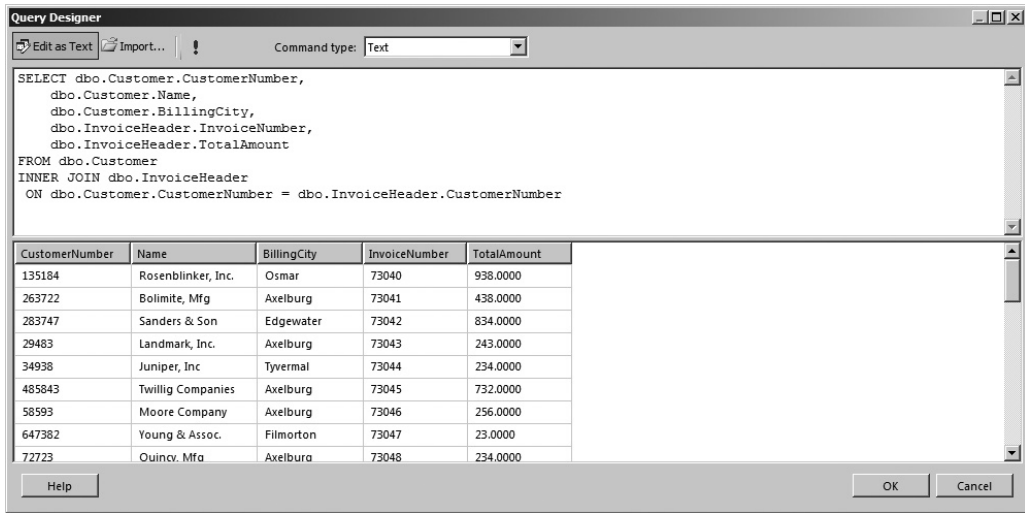 Query Designer
Edit as Text Import... ! Command type: Text
SELECT dbo.Customer.CustomerNumber,
dbo.Customer.Name,
dbo.Customer.BillingCity,
dbo.InvoiceHeader.InvoiceNumber,
dbo.InvoiceHeader.TotalAmount
FROM dbo.Customer
INNER JOIN dbo.InvoiceHeader
ON dbo.Customer.CustomerNumber = dbo.InvoiceHeader.CustomerNumber
CustomerNumber Name BillingCity InvoiceNumber TotalAmount
135184 Rosenblinker, Inc. Osmar 73040 938.0000
263722 Bolimite, Mfg Axelburg 73041 438.0000
283747 Sanders & Son Edgewater 73042 834.0000
29483 Landmark, Inc. Axelburg 73043 243.0000
34938 Juniper, Inc Tyvermal 73044 234.0000
485843 Twillig Companies Axelburg 73045 732.0000
58593 Moore Company Axelburg 73046 256.0000
647382 Young & Assoc. Filmorton 73047 23.0000
72723 Quincy, Mfg Axelburg 73048 234.0000
Help OK Cancel